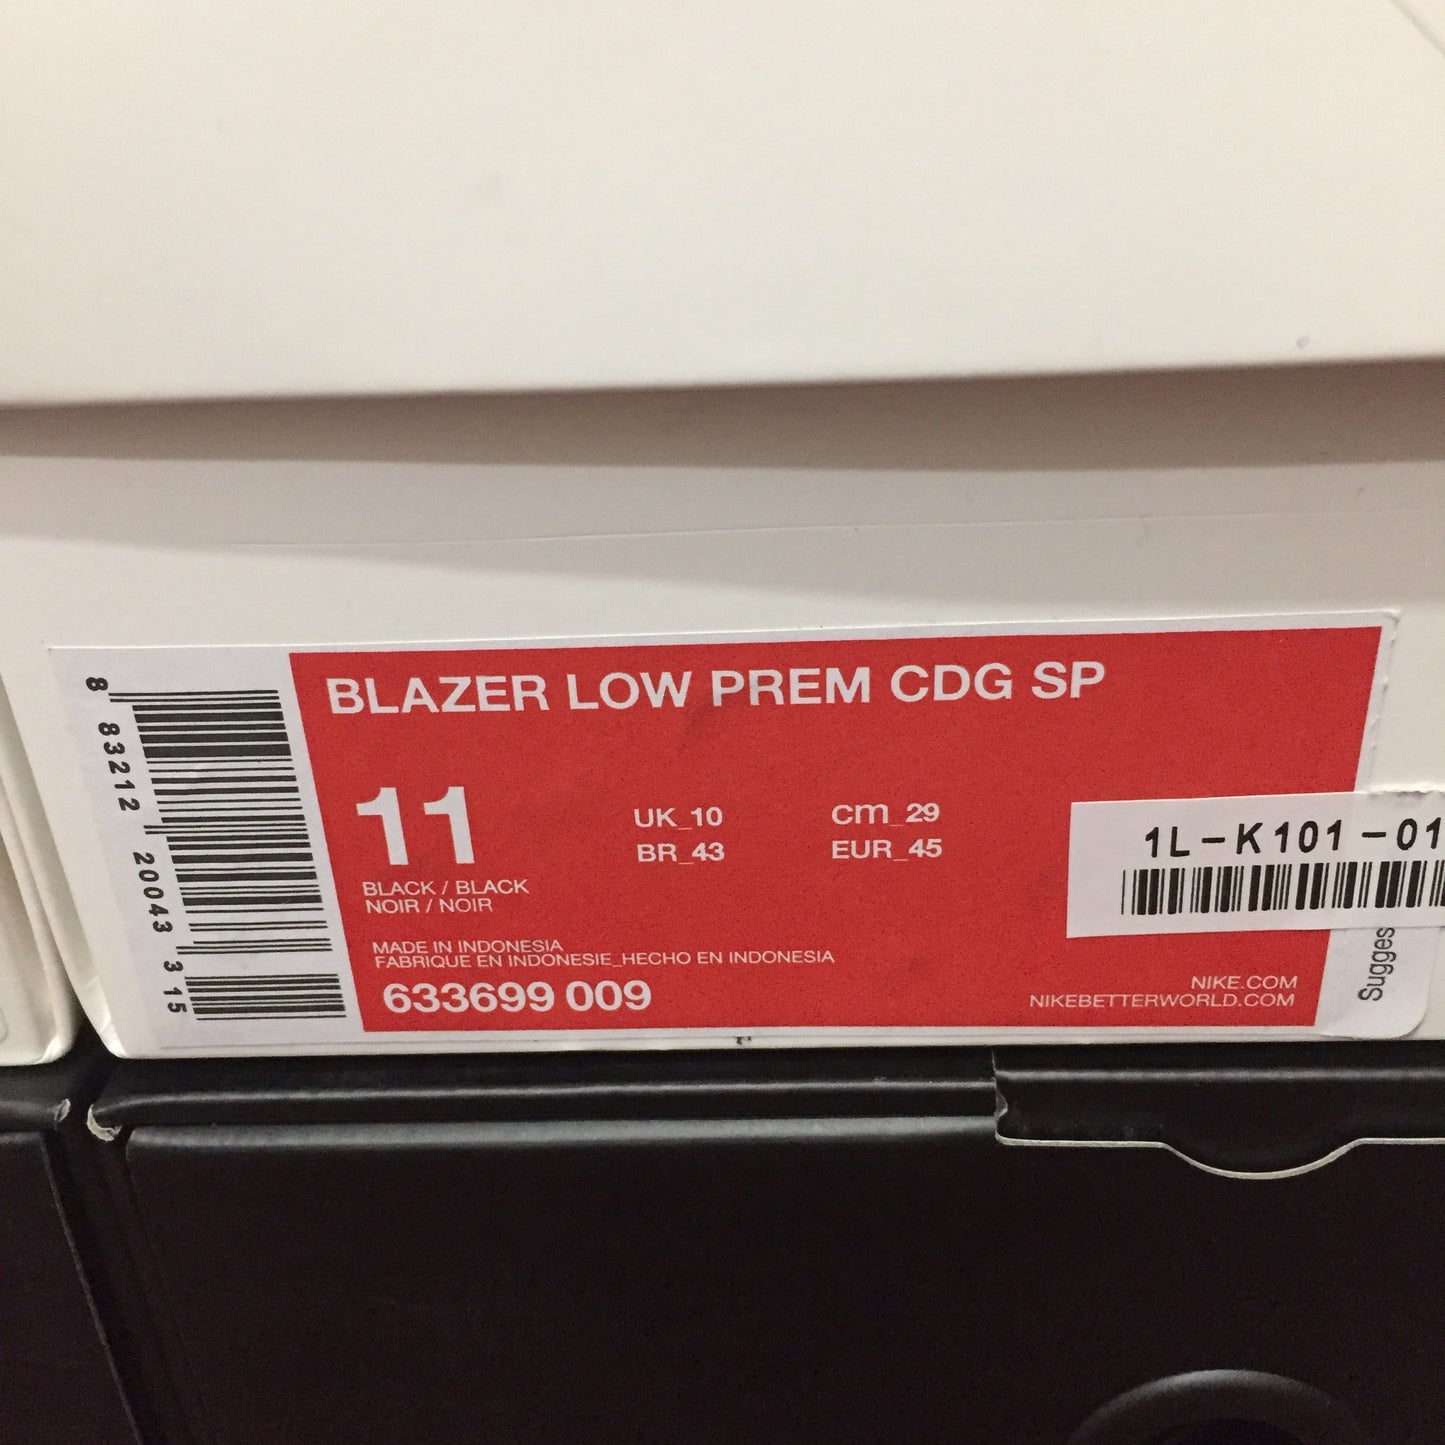 BLAZER LOW PREM CDG SP
11
UK_10
BR_43
cm_29
EUR_45
BLACK / BLACK
NOIR / NOIR
MADE IN INDONESIA
FABRIQUE EN INDONESIE_HECHO EN INDONESIA
633699 009
NIKE.COM
NIKEBETTERWORLD.COM
8 83212 20043 3 15
1L-K101-01
Sugges